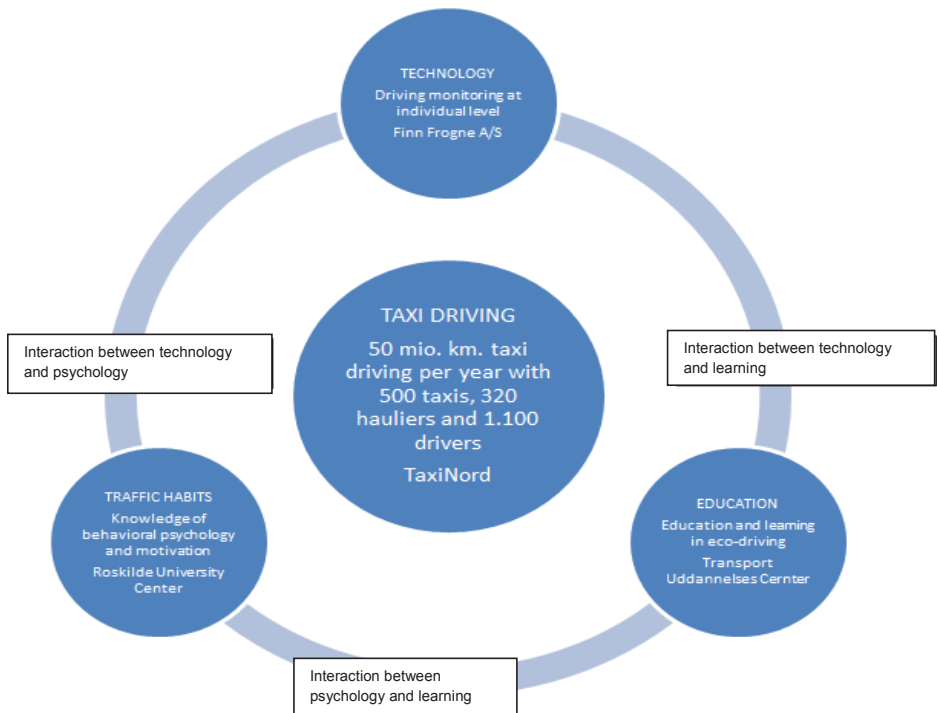 TECHNOLOGY
Driving monitoring at
individual level
Finn Frogne A/S
Interaction between technology
and psychology
TAXI DRIVING
50 mio. km. taxi
driving per year with
500 taxis, 320
hauliers and 1.100
drivers
TaxiNord
Interaction between technology
and learning
TRAFFIC HABITS
Knowledge of
behavioral psychology
and motivation
Roskilde University
Center
EDUCATION
Education and learning
in eco-driving
Transport
Uddannelses Cernter
Interaction between
psychology and learning